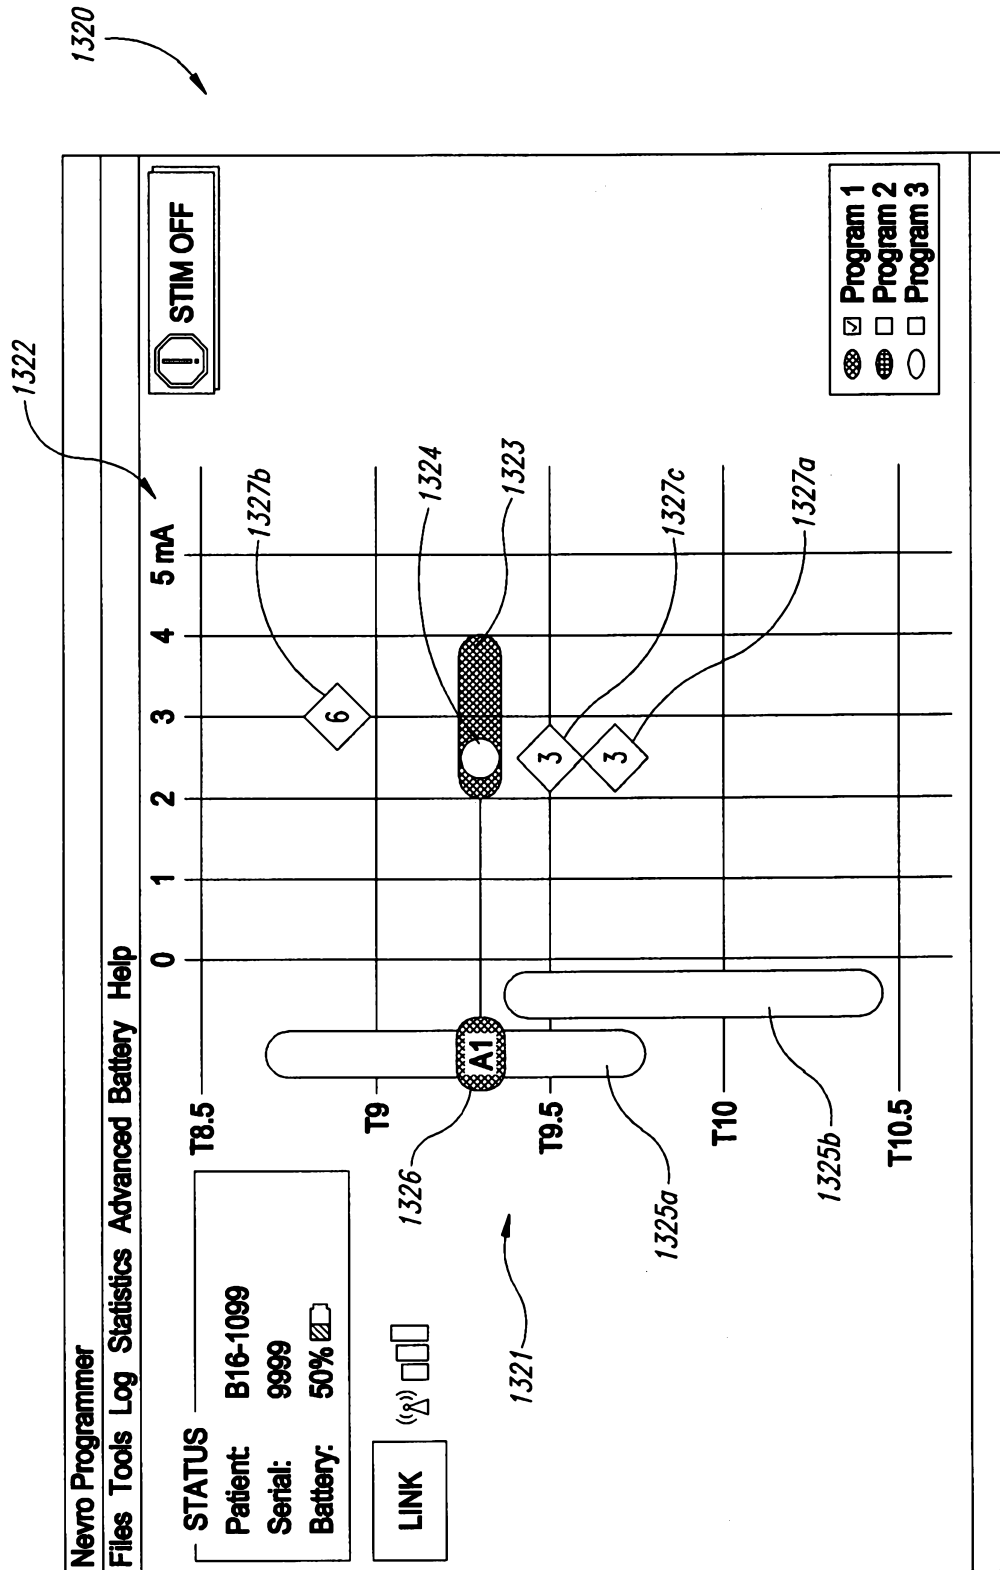 1320
Nevro Programmer
Files Tools Log Statistics Advanced Battery Help
1322
STATUS
Patient: B16-1099
Serial: 9999
Battery: 50%
LINK
STIM OFF
0 1 2 3 4 5 mA
T8.5
T9
T9.5
T10
T10.5
A1
6
3
3
1327b
1324
1323
1327c
1327a
1326
1325a
1325b
1321
Program 1
Program 2
Program 3